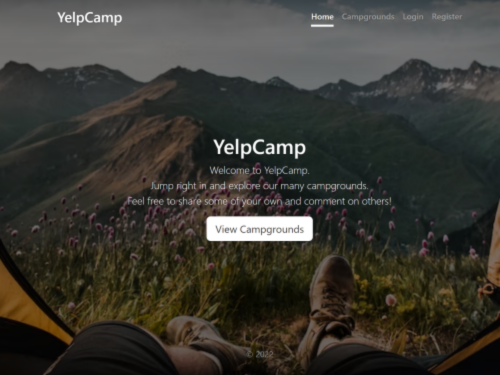 YelpCamp
Home Campgrounds Login Register
YelpCamp
Welcome to YelpCamp.
Jump right in and explore our many campgrounds.
Feel free to share some of your own and comment on others!
View Campgrounds
© 2022